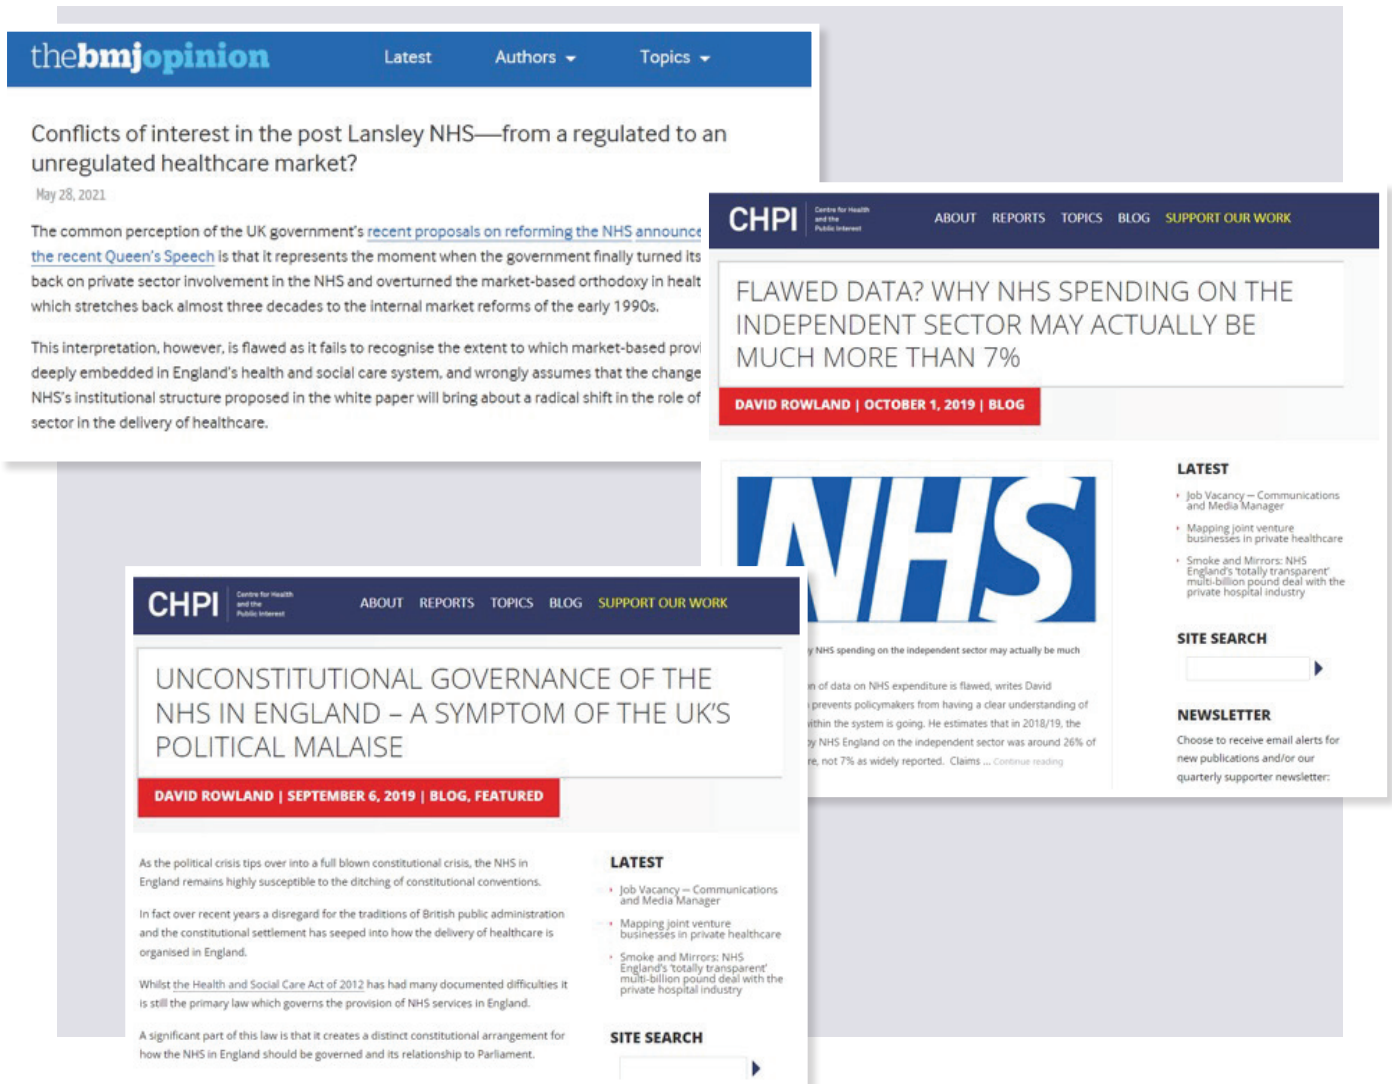 thebmjopinion
Latest
Authors
Topics
Conflicts of interest in the post Lansley NHS—from a regulated to an
unregulated healthcare market?
May 28, 2021
The common perception of the UK government's recent proposals on reforming the NHS announce
the recent Queen's Speech is that it represents the moment when the government finally turned its
back on private sector involvement in the NHS and overturned the market-based orthodoxy in healt
which stretches back almost three decades to the internal market reforms of the early 1990s.
This interpretation, however, is flawed as it fails to recognise the extent to which market-based provi
deeply embedded in England's health and social care system, and wrongly assumes that the change
NHS's institutional structure proposed in the white paper will bring about a radical shift in the role of
sector in the delivery of healthcare.
CHPI
Centre for Health
and the
Public Interest
ABOUT REPORTS TOPICS BLOG SUPPORT OUR WORK
FLAWED DATA? WHY NHS SPENDING ON THE
INDEPENDENT SECTOR MAY ACTUALLY BE
MUCH MORE THAN 7%
DAVID ROWLAND | OCTOBER 1, 2019 | BLOG
NHS
y NHS spending on the independent sector may actually be much
n of data on NHS expenditure is flawed, writes David
prevents policymakers from having a clear understanding of
ithin the system is going. He estimates that in 2018/19, the
by NHS England on the independent sector was around 26% of
re, not 7% as widely reported. Claims ... Continue reading
LATEST
Job Vacancy – Communications
and Media Manager
Mapping joint venture
businesses in private healthcare
Smoke and Mirrors: NHS
England's 'totally transparent'
multi-billion pound deal with the
private hospital industry
SITE SEARCH
NEWSLETTER
Choose to receive email alerts for
new publications and/or our
quarterly supporter newsletter:
CHPI
Centre for Health
and the
Public Interest
ABOUT REPORTS TOPICS BLOG SUPPORT OUR WORK
UNCONSTITUTIONAL GOVERNANCE OF THE
NHS IN ENGLAND – A SYMPTOM OF THE UK'S
POLITICAL MALAISE
DAVID ROWLAND | SEPTEMBER 6, 2019 | BLOG, FEATURED
As the political crisis tips over into a full blown constitutional crisis, the NHS in
England remains highly susceptible to the ditching of constitutional conventions.
In fact over recent years a disregard for the traditions of British public administration
and the constitutional settlement has seeped into how the delivery of healthcare is
organised in England.
Whilst the Health and Social Care Act of 2012 has had many documented difficulties it
is still the primary law which governs the provision of NHS services in England.
A significant part of this law is that it creates a distinct constitutional arrangement for
how the NHS in England should be governed and its relationship to Parliament.
LATEST
Job Vacancy – Communications
and Media Manager
Mapping joint venture
businesses in private healthcare
Smoke and Mirrors: NHS
England's 'totally transparent'
multi-billion pound deal with the
private hospital industry
SITE SEARCH